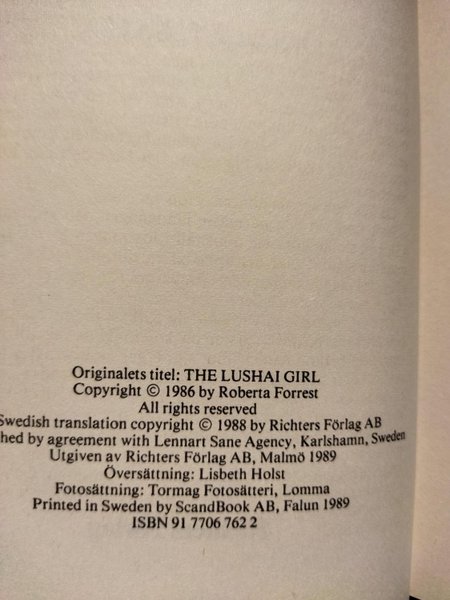 Originalets titel: THE LUSHAI GIRL
Copyright © 1986 by Roberta Forrest
All rights reserved
Swedish translation copyright © 1988 by Richters Förlag AB
hed by agreement with Lennart Sane Agency, Karlshamn, Sweden
Utgiven av Richters Förlag AB, Malmö 1989
Översättning: Lisbeth Holst
Fotosättning: Tormag Fotosätteri, Lomma
Printed in Sweden by ScandBook AB, Falun 1989
ISBN 91 7706 762 2